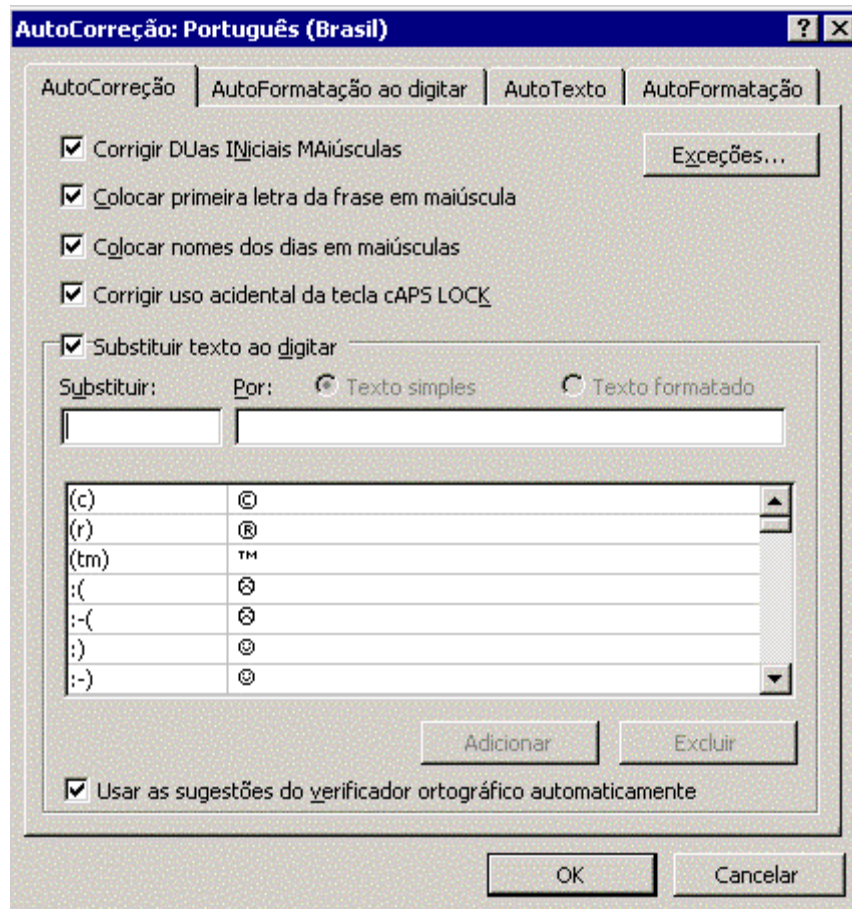 AutoCorreção: Português (Brasil)
AutoCorreção AutoFormatação ao digitar AutoTexto AutoFormatação
Corrigir DUas INiciais MAiúsculas
Exceções...
Colocar primeira letra da frase em maiúscula
Colocar nomes dos dias em maiúsculas
Corrigir uso acidental da tecla cAPS LOCK
Substituir texto ao digitar
Substituir: Por: Texto simples Texto formatado
(c) ©
(r) ®
(tm) ™
:( ☹
:-( ☹
:) ☺
:-) ☺
Adicionar Excluir
Usar as sugestões do verificador ortográfico automaticamente
OK Cancelar